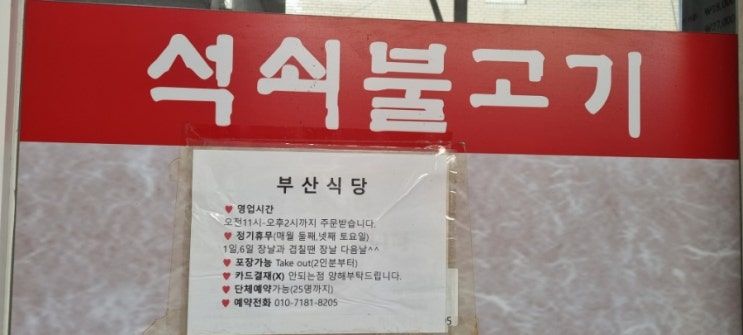 석쇠불고기
부산식당
♥ 영업시간
오전11시-오후2시까지 주문받습니다.
♥ 정기휴무(매월 둘째,넷째 토요일)
1일,6일 장날과 겹칠땐 장날 다음날^^
♥ 포장가능 Take out(2인분부터)
♥ 카드결재(X) 안되는점 양해부탁드립니다.
♥ 단체예약가능(25명까지)
♥ 예약전화 010-7181-8205